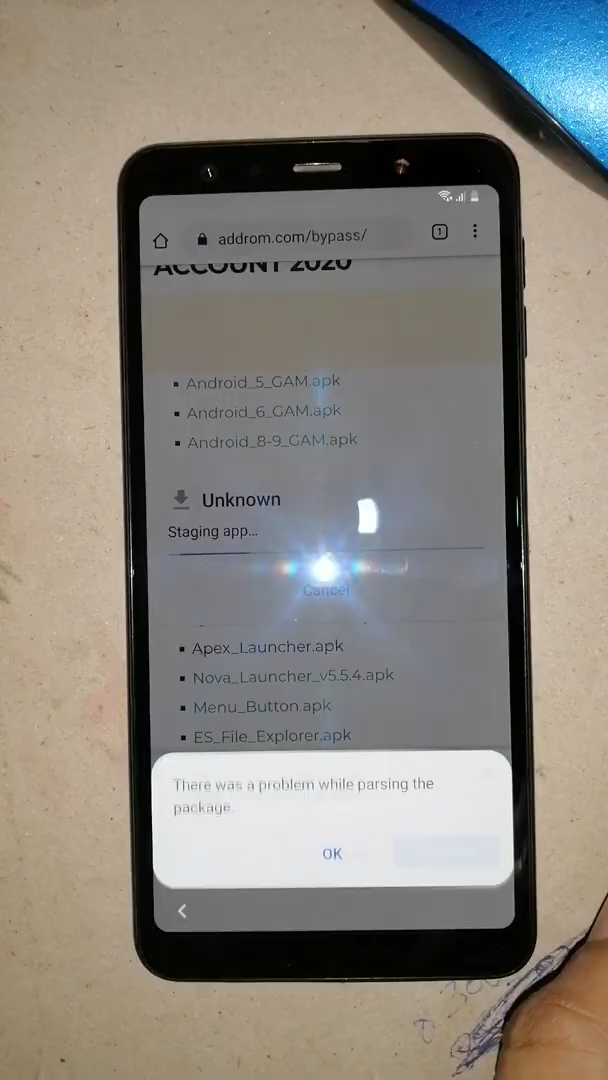 addrom.com/bypass/
1
ACCOUNT 2020
Android_5_GAM.apk
Android_6_GAM.apk
Android_8-9_GAM.apk
Unknown
Staging app...
Cancel
Apex_Launcher.apk
Nova_Launcher_v5.5.4.apk
Menu_Button.apk
ES_File_Explorer.apk
There was a problem while parsing the
package.
OK